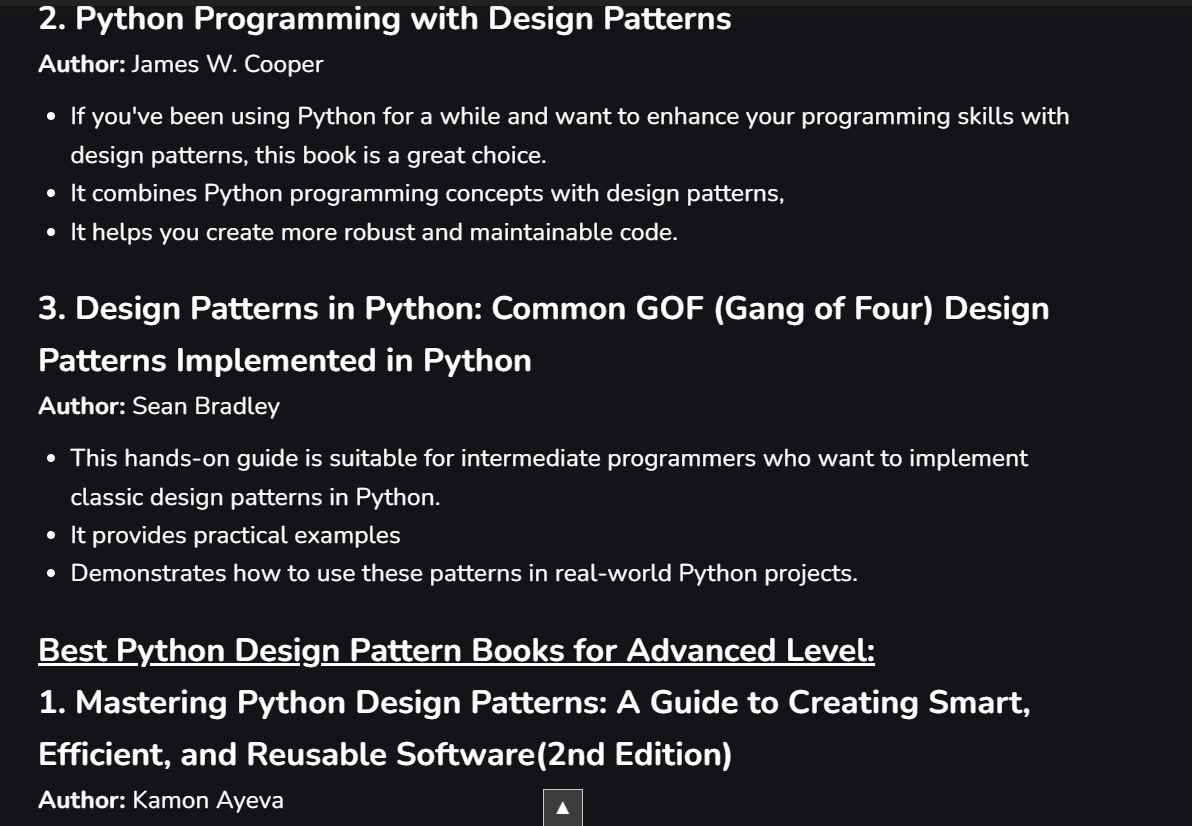 2. Python Programming with Design Patterns
Author: James W. Cooper
If you've been using Python for a while and want to enhance your programming skills with
design patterns, this book is a great choice.
It combines Python programming concepts with design patterns,
It helps you create more robust and maintainable code.
3. Design Patterns in Python: Common GOF (Gang of Four) Design
Patterns Implemented in Python
Author: Sean Bradley
This hands-on guide is suitable for intermediate programmers who want to implement
classic design patterns in Python.
It provides practical examples
Demonstrates how to use these patterns in real-world Python projects.
Best Python Design Pattern Books for Advanced Level:
1. Mastering Python Design Patterns: A Guide to Creating Smart,
Efficient, and Reusable Software(2nd Edition)
Author: Kamon Ayeva